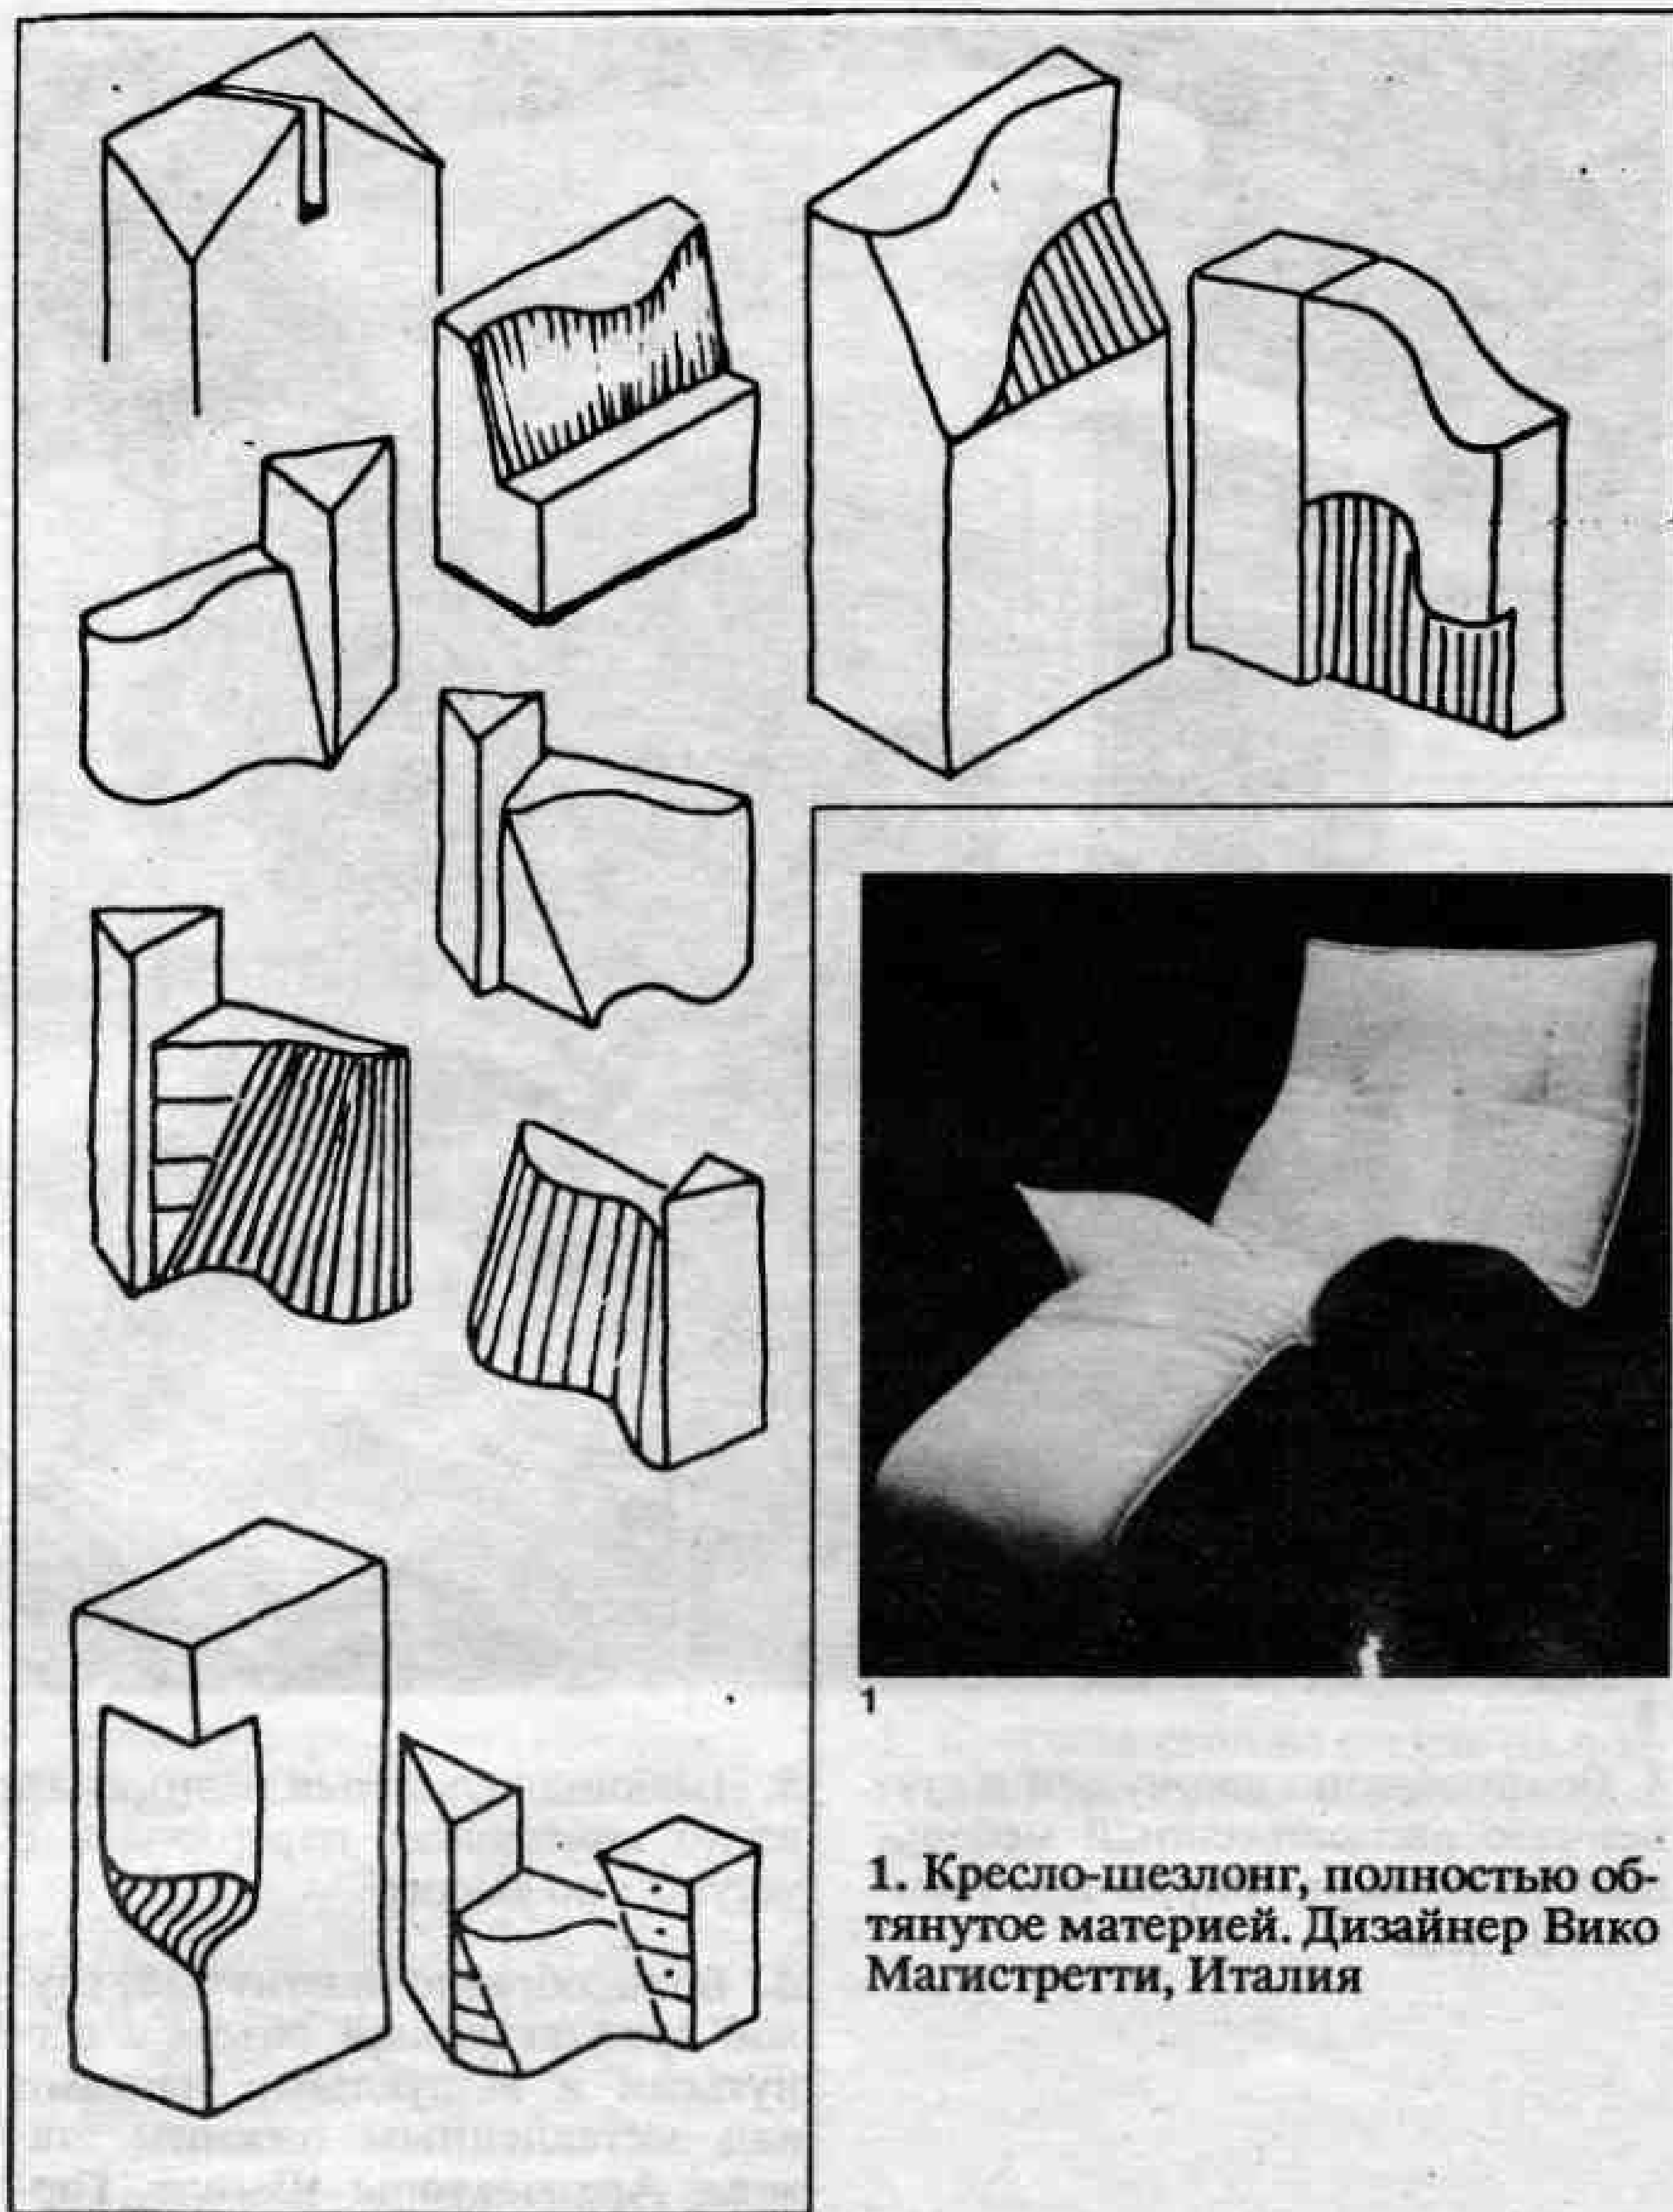 1
1. Кресло-шезлонг, полностью об-
тянутое материей. Дизайнер Вико
Магистретти, Италия